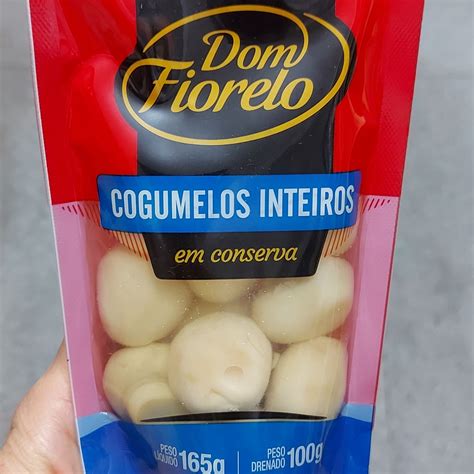 Dom
Fiorelo
COGUMELOS INTEIROS
em conserva
PESO
LÍQUIDO 165g
PESO
DRENADO 100g